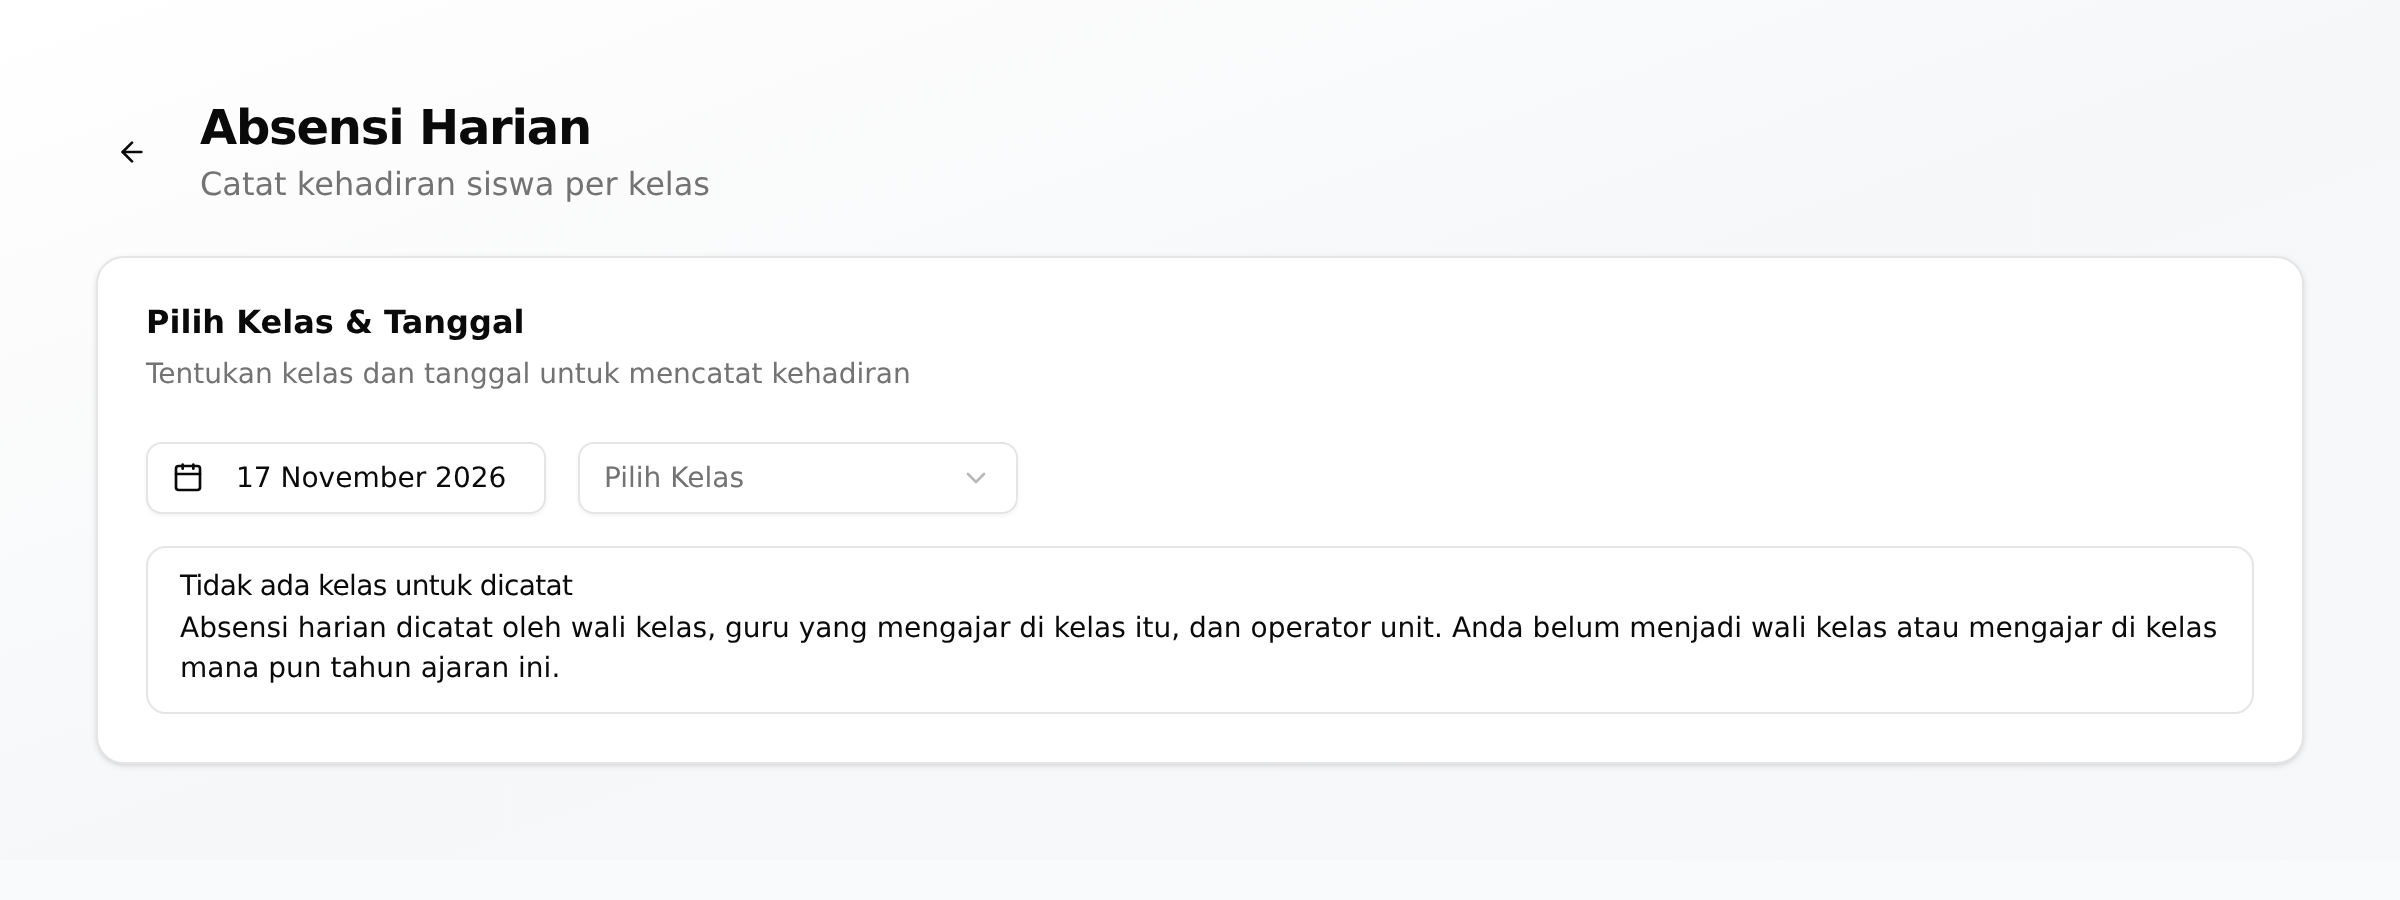 Absensi Harian
Catat kehadiran siswa per kelas
Pilih Kelas & Tanggal
Tentukan kelas dan tanggal untuk mencatat kehadiran
17 November 2026
Pilih Kelas
Tidak ada kelas untuk dicatat
Absensi harian dicatat oleh wali kelas, guru yang mengajar di kelas itu, dan operator unit. Anda belum menjadi wali kelas atau mengajar di kelas
mana pun tahun ajaran ini.